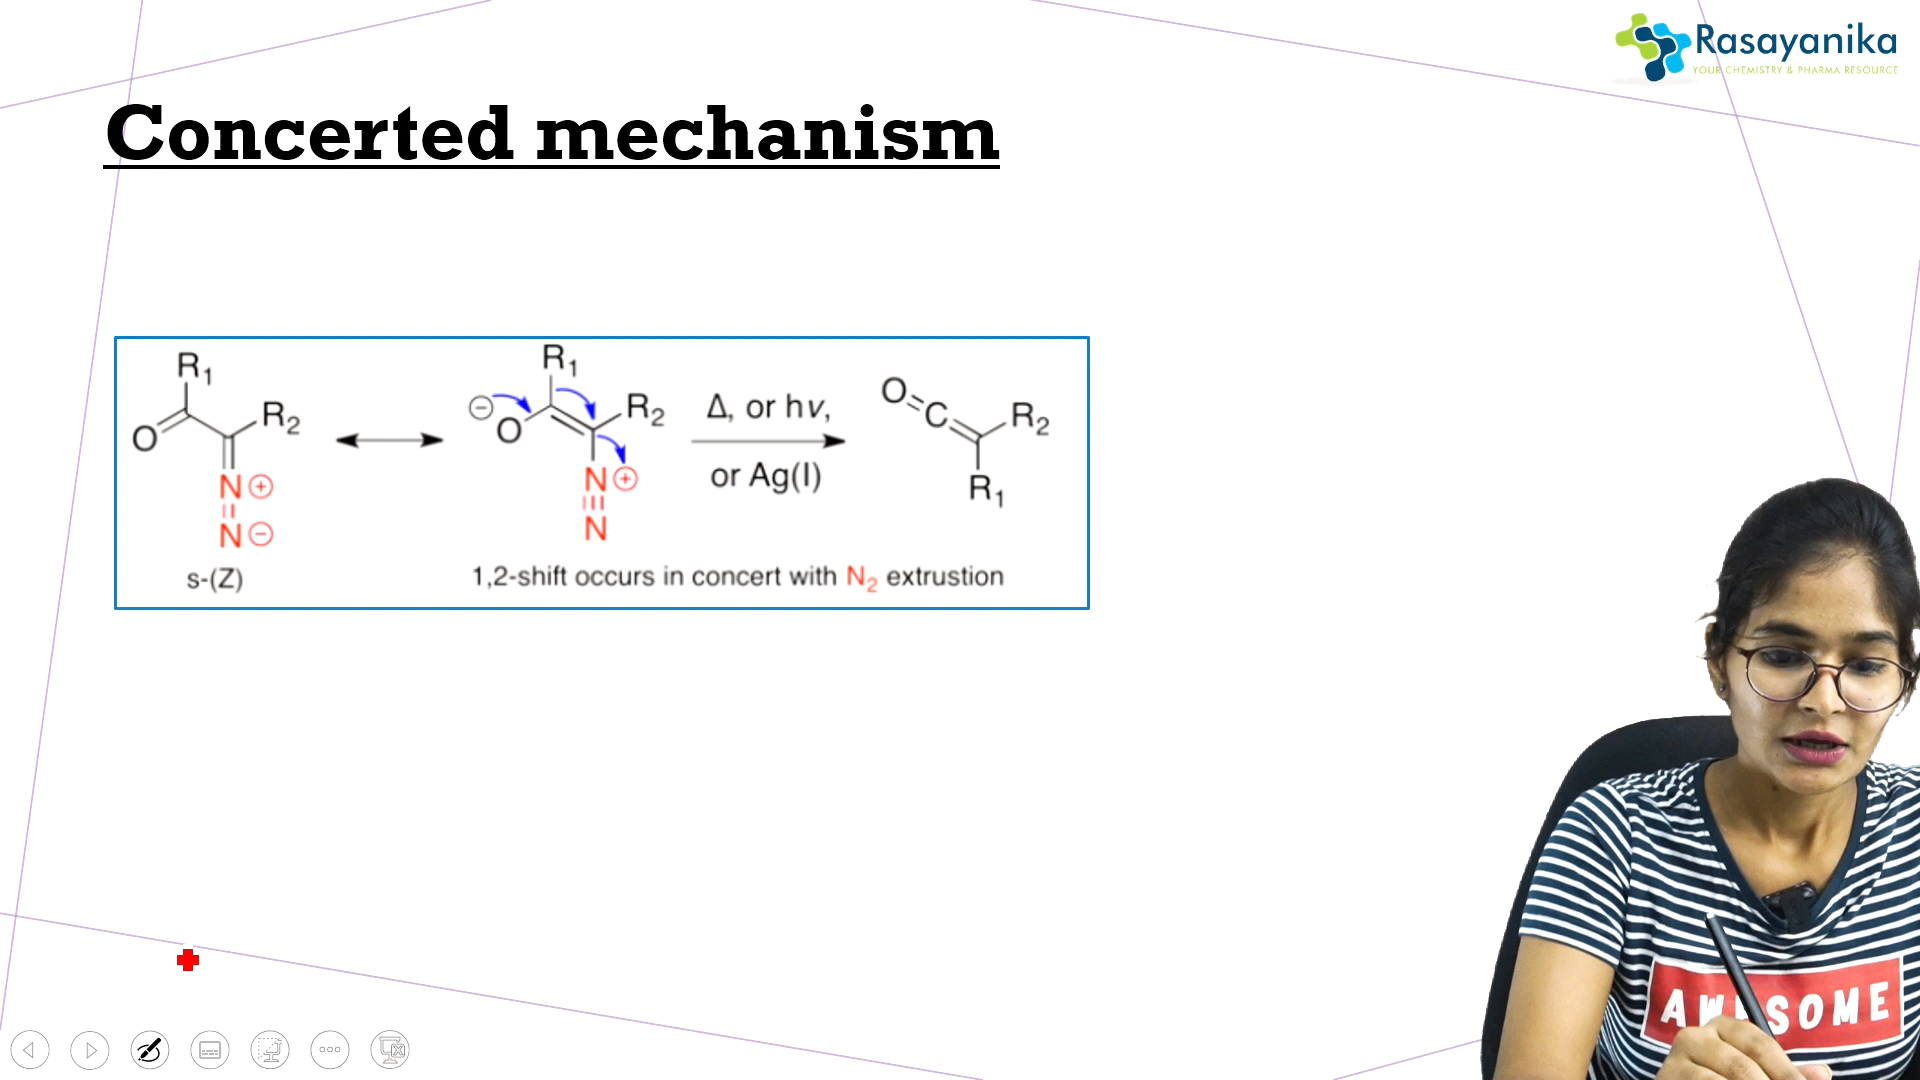 Rasayanika
YOUR CHEMISTRY & PHARMA RESOURCE
Concerted mechanism
R1
O
R2
N⊕
N⊖
s-(Z)
R1
⊖
O
R2
N⊕
N
Δ, or hν,
or Ag(I)
O
C
R2
R1
1,2-shift occurs in concert with N2 extrustion
AWESOME